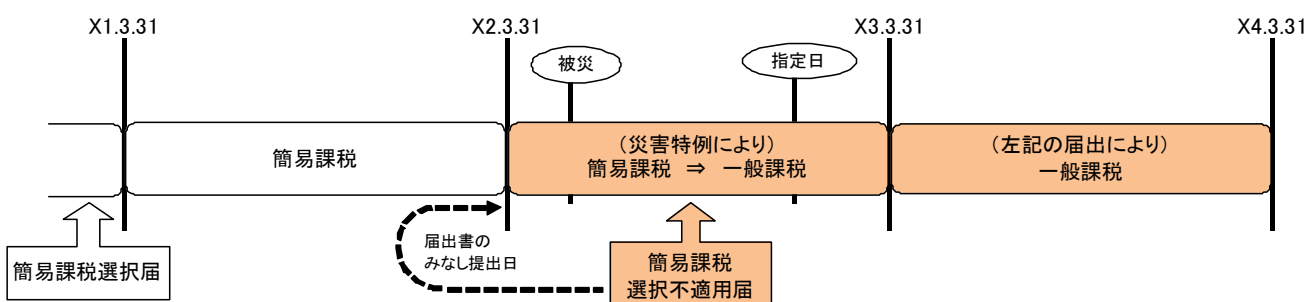 X1.3.31
X2.3.31
X3.3.31
X4.3.31
被災
指定日
簡易課税
(災害特例により)
簡易課税 ⇒ 一般課税
(左記の届出により)
一般課税
簡易課税選択届
届出書の
みなし提出日
簡易課税
選択不適用届